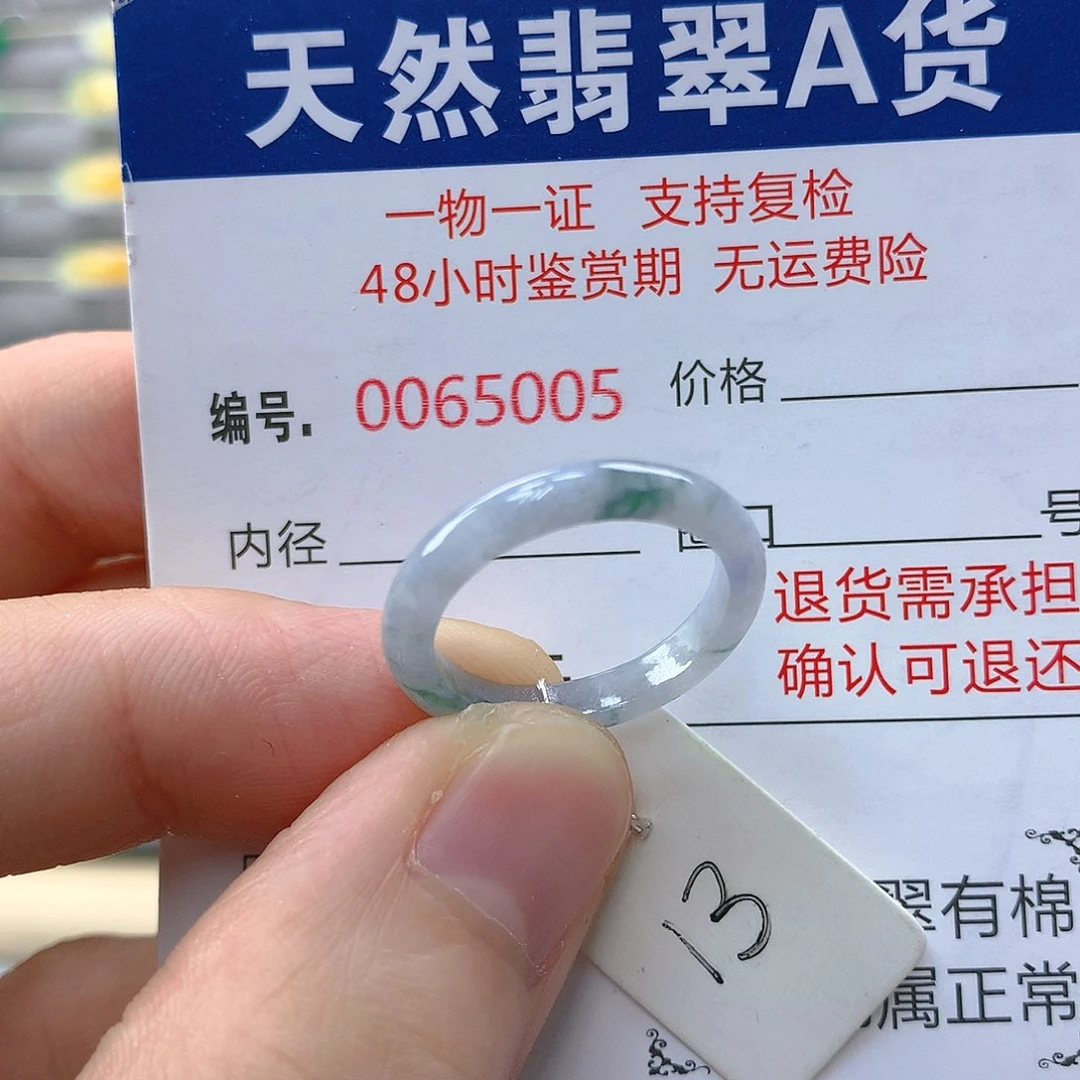 天然翡翠A货
一物一证 支持复检
48小时鉴赏期 无运费险
编号. 0065005 价格
内径 口 号
退货需承担
确认可退还
13
翠有棉
属正常